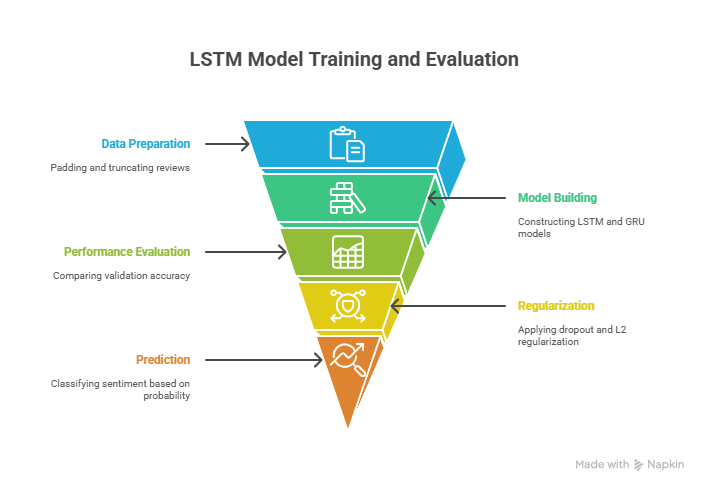 LSTM Model Training and Evaluation
Data Preparation
Padding and truncating reviews
Model Building
Constructing LSTM and GRU
models
Performance Evaluation
Comparing validation accuracy
Regularization
Applying dropout and L2
regularization
Prediction
Classifying sentiment based on
probability
Made with Napkin